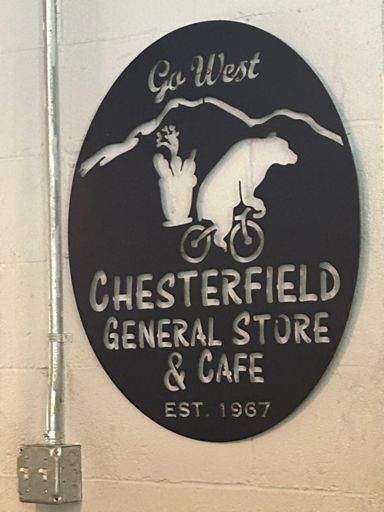 Go West
CHESTERFIELD
GENERAL STORE
& CAFE
EST. 1967